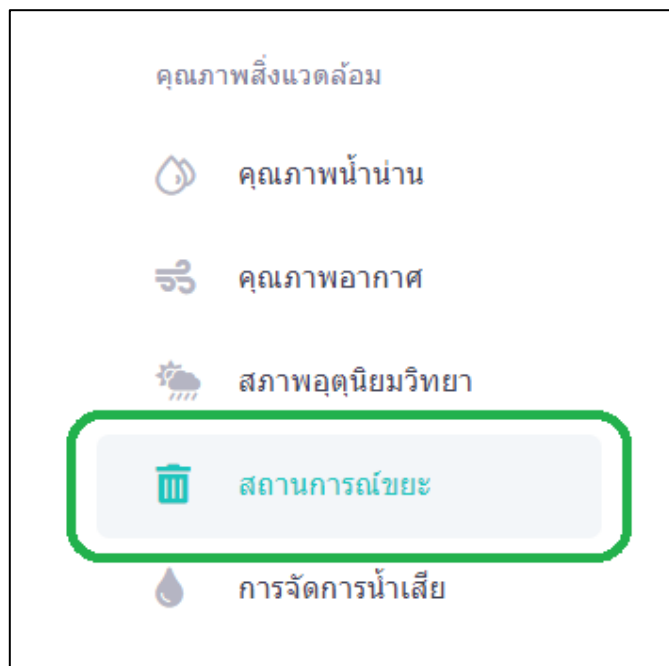 คุณภาพสิ่งแวดล้อม
คุณภาพน้ำน่าน
คุณภาพอากาศ
สภาพอุตุนิยมวิทยา
สถานการณ์ขยะ
การจัดการน้ำเสีย